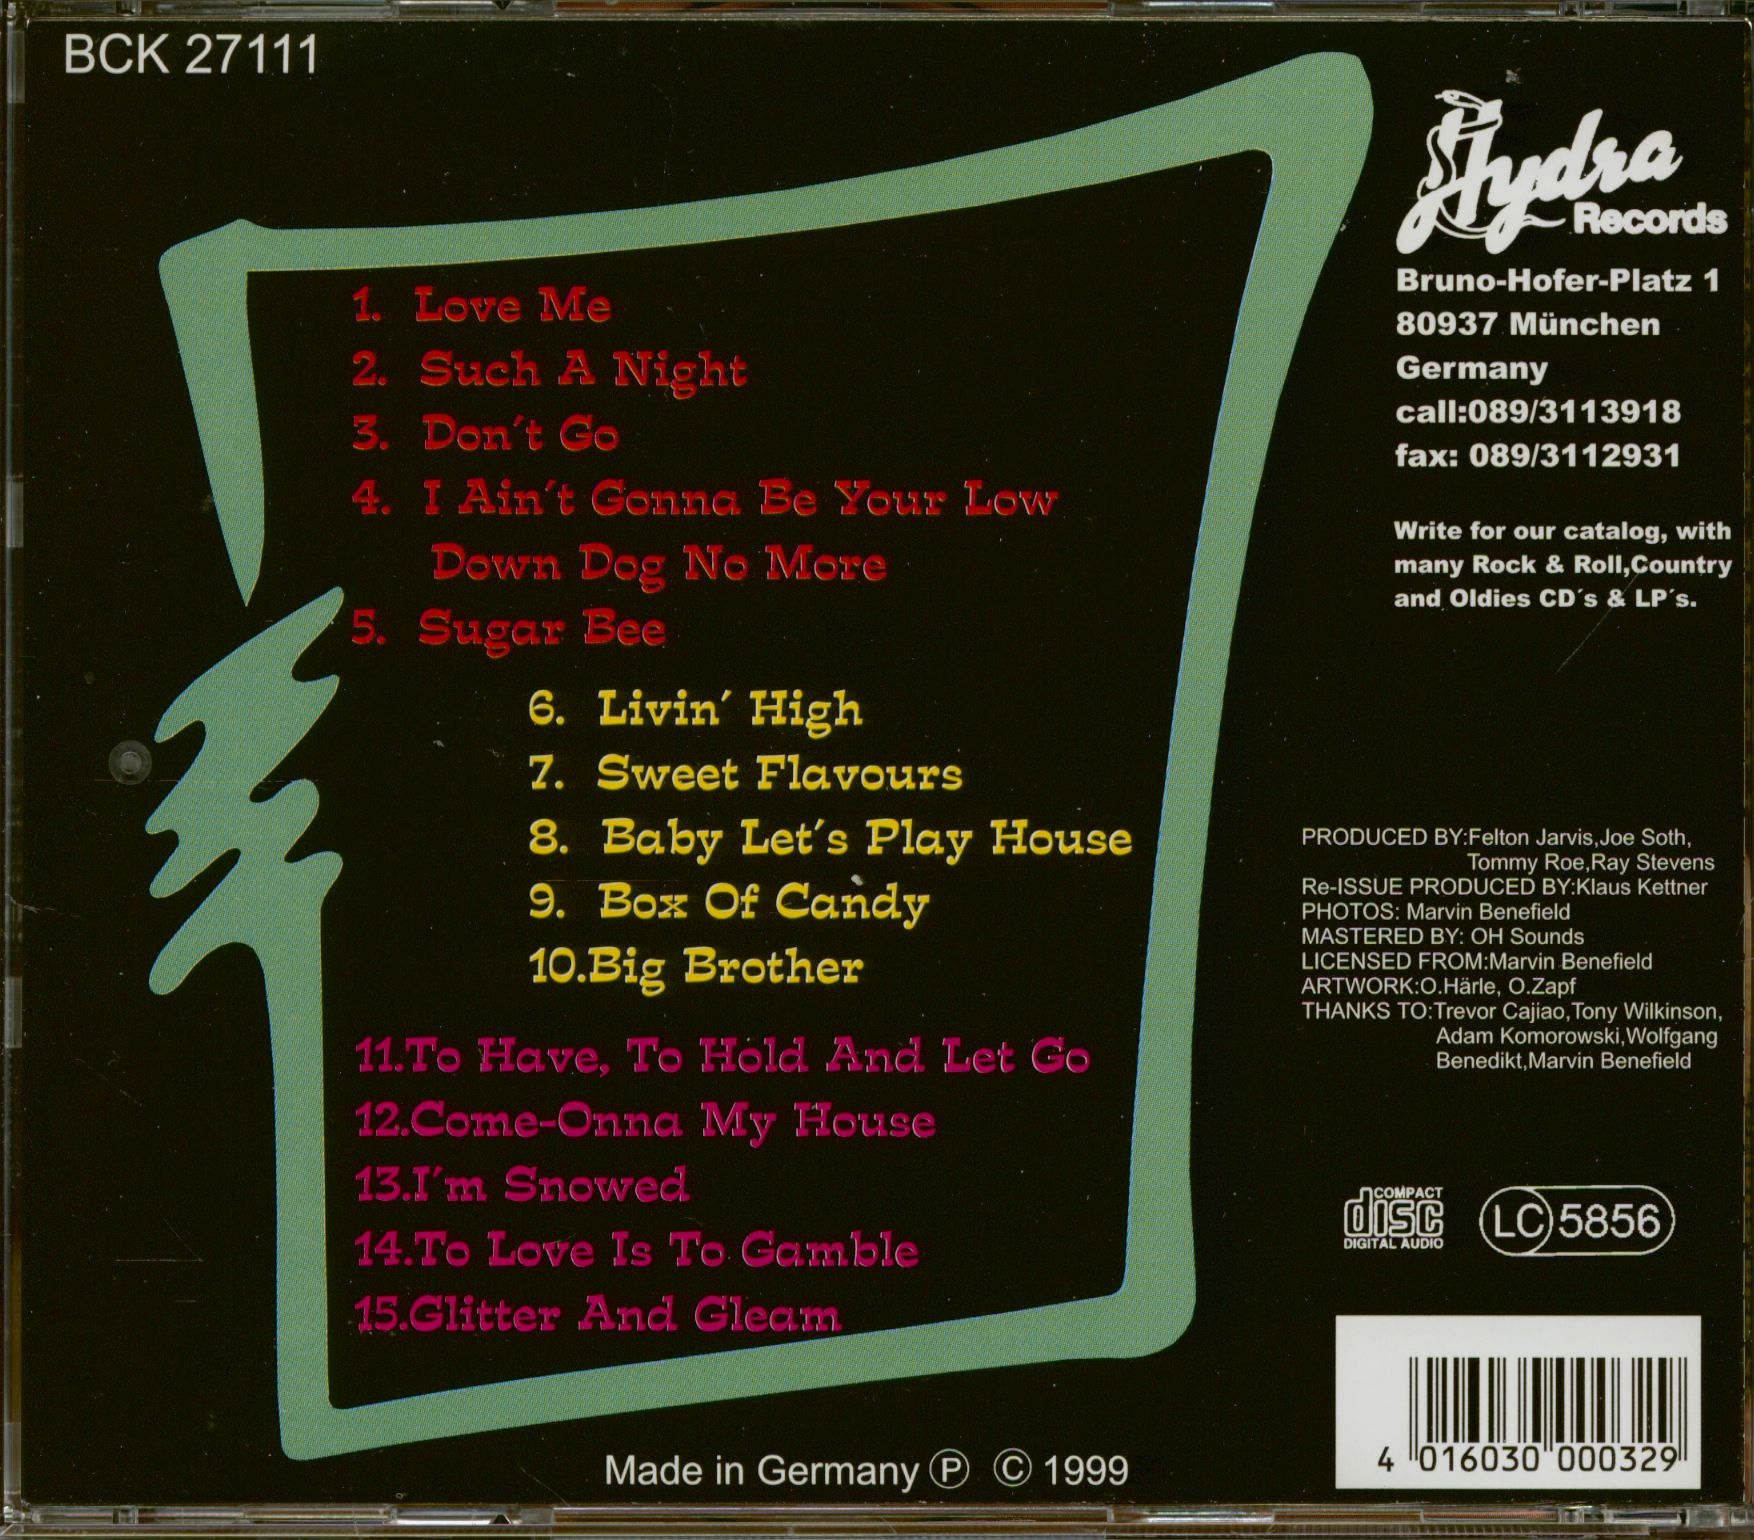 BCK 27111
1. Love Me
2. Such A Night
3. Don´t Go
4. I Ain´t Gonna Be Your Low
Down Dog No More
5. Sugar Bee
6. Livin´ High
7. Sweet Flavours
8. Baby Let´s Play House
9. Box Of Candy
10.Big Brother
11.To Have, To Hold And Let Go
12.Come-Onna My House
13.I´m Snowed
14.To Love Is To Gamble
15.Glitter And Gleam
Made in Germany Ⓟ © 1999
Hydra
Records
Bruno-Hofer-Platz 1
80937 München
Germany
call:089/3113918
fax: 089/3112931
Write for our catalog, with
many Rock & Roll,Country
and Oldies CD´s & LP´s.
PRODUCED BY:Felton Jarvis,Joe Soth,
Tommy Roe,Ray Stevens
Re-ISSUE PRODUCED BY:Klaus Kettner
PHOTOS: Marvin Benefield
MASTERED BY: OH Sounds
LICENSED FROM:Marvin Benefield
ARTWORK:O.Härle, O.Zapf
THANKS TO:Trevor Cajiao,Tony Wilkinson,
Adam Komorowski,Wolfgang
Benedikt,Marvin Benefield
COMPACT
disc
DIGITAL AUDIO
LC 5856
4 016030 000329